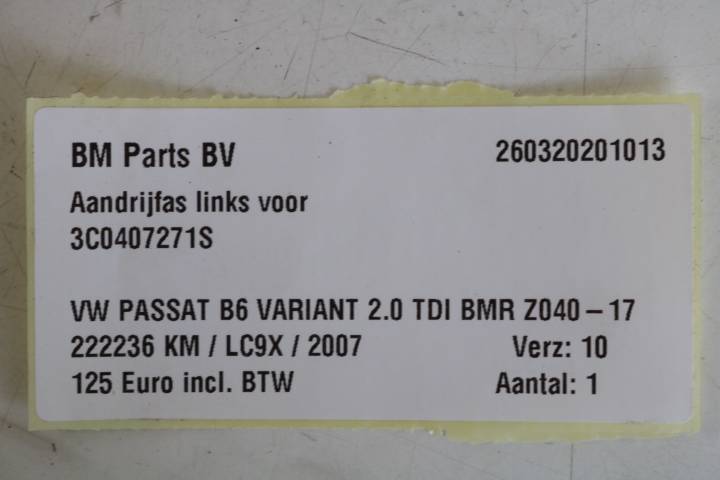 BM Parts BV 260320201013
Aandrijfas links voor
3C0407271S
VW PASSAT B6 VARIANT 2.0 TDI BMR Z040 – 17
222236 KM / LC9X / 2007 Verz: 10
125 Euro incl. BTW Aantal: 1